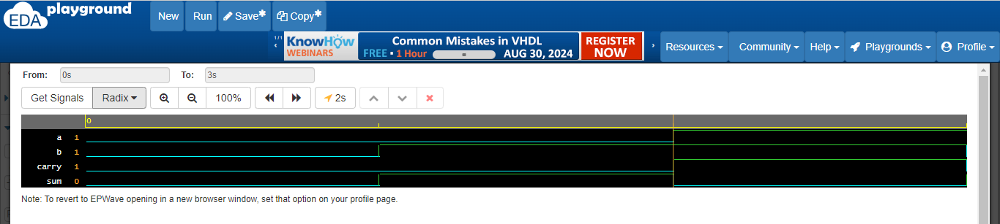 EDA playground
New Run Save* Copy*
1/1 KnowHow WEBINARS Common Mistakes in VHDL REGISTER NOW
FREE • 1 Hour AUG 30, 2024
Resources Community Help Playgrounds Profile
From: 0s To: 3s
Get Signals Radix 100% 2s
0
a 1
b 1
carry 1
sum 0
Note: To revert to EPWave opening in a new browser window, set that option on your profile page.